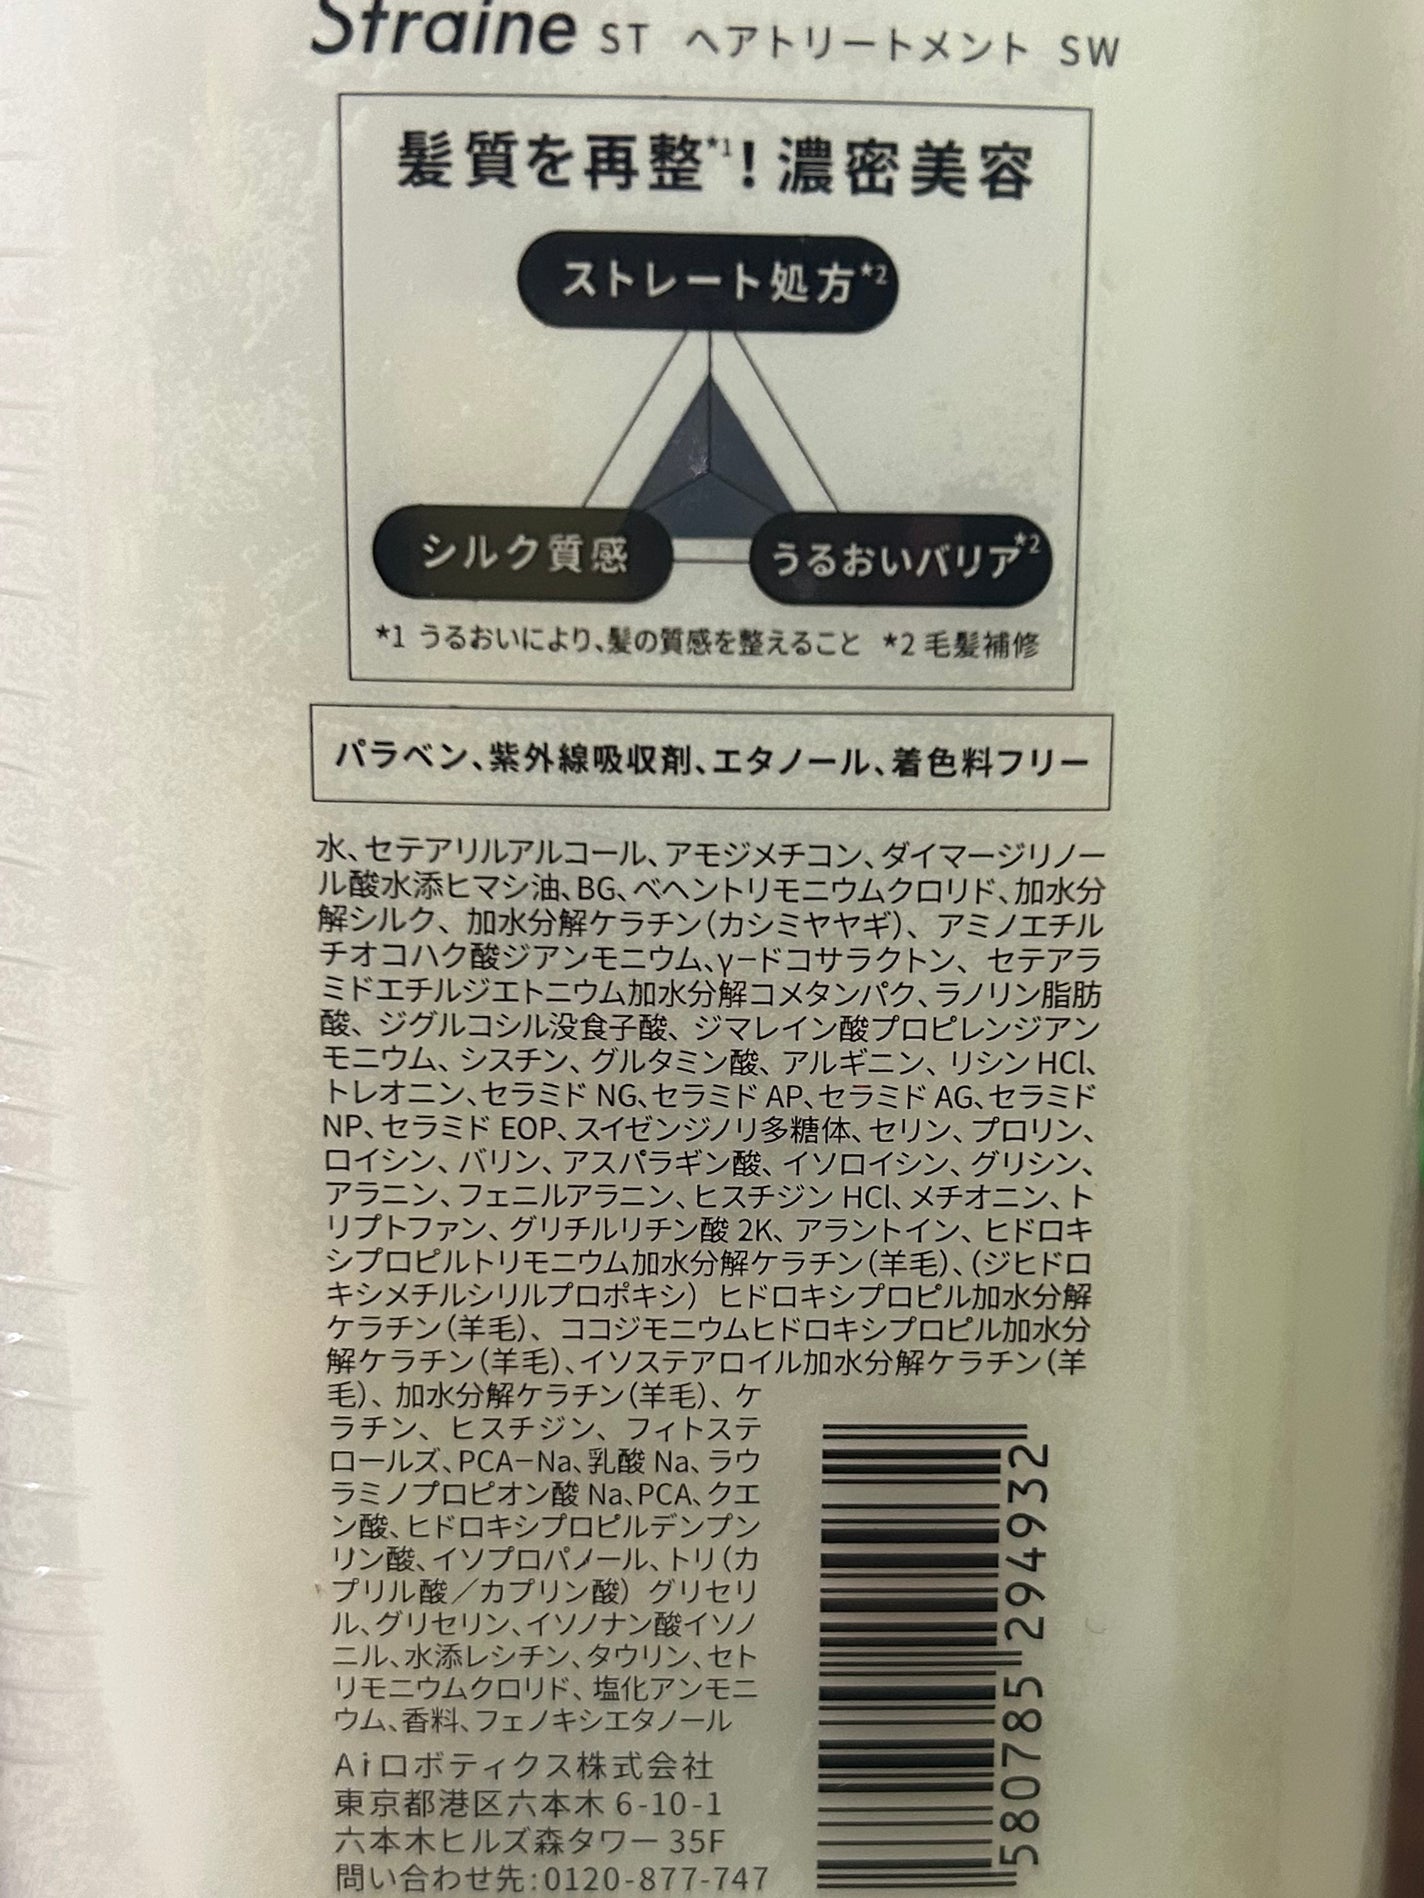 Straine ST ヘアトリートメント SW
髪質を再整*1！濃密美容
ストレート処方*2
シルク質感
うるおいバリア*2
*1 うるおいにより、髪の質感を整えること *2 毛髪補修
パラベン、紫外線吸収剤、エタノール、着色料フリー
水、セテアリルアルコール、アモジメチコン、ダイマージリノー
ル酸水添ヒマシ油、BG、ベヘントリモニウムクロリド、加水分
解シルク、加水分解ケラチン（カシミヤヤギ）、アミノエチル
チオコハク酸ジアンモニウム、γ－ドコサラクトン、セテアラ
ミドエチルジエトニウム加水分解コメタンパク、ラノリン脂肪
酸、ジグルコシル没食子酸、ジマレイン酸プロピレンジアン
モニウム、シスチン、グルタミン酸、アルギニン、リシン HCl、
トレオニン、セラミド NG、セラミド AP、セラミド AG、セラミド
NP、セラミド EOP、スイゼンジノリ多糖体、セリン、プロリン、
ロイシン、バリン、アスパラギン酸、イソロイシン、グリシン、
アラニン、フェニルアラニン、ヒスチジン HCl、メチオニン、ト
リプトファン、グリチルリチン酸 2K、アラントイン、ヒドロキ
シプロピルトリモニウム加水分解ケラチン（羊毛）、（ジヒドロ
キシメチルシリルプロポキシ）ヒドロキシプロピル加水分解
ケラチン（羊毛）、ココジモニウムヒドロキシプロピル加水分
解ケラチン（羊毛）、イソステアロイル加水分解ケラチン（羊
毛）、加水分解ケラチン（羊毛）、ケ
ラチン、ヒスチジン、フィトステ
ロールズ、PCA－Na、乳酸 Na、ラウ
ラミノプロピオン酸 Na、PCA、クエ
ン酸、ヒドロキシプロピルデンプン
リン酸、イソプロパノール、トリ（カ
プリル酸／カプリン酸）グリセリ
ル、グリセリン、イソノナン酸イソノ
ニル、水添レシチン、タウリン、セト
リモニウムクロリド、塩化アンモニ
ウム、香料、フェノキシエタノール
Aiロボティクス株式会社
東京都港区六本木 6-10-1
六本木ヒルズ森タワー 35F
問い合わせ先:0120-877-747
580785 294932